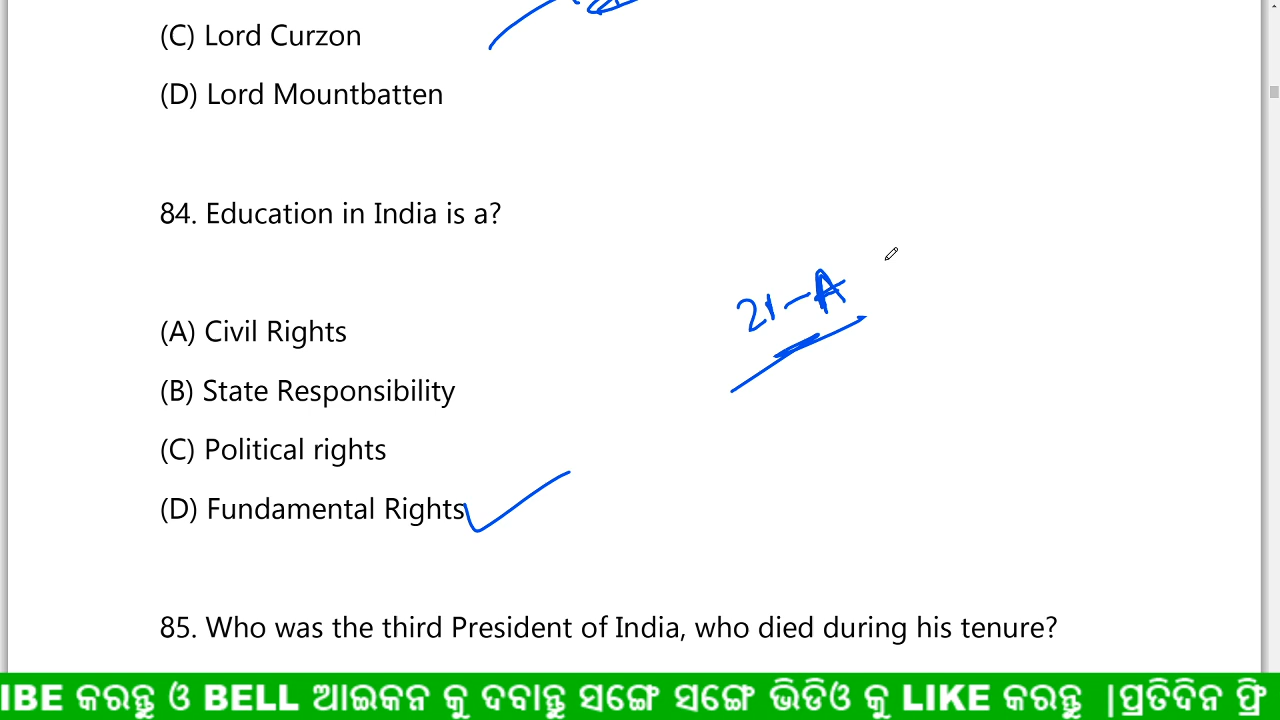 (C) Lord Curzon
(D) Lord Mountbatten
84. Education in India is a?
21-A
(A) Civil Rights
(B) State Responsibility
(C) Political rights
(D) Fundamental Rights
85. Who was the third President of India, who died during his tenure?
IBE କରନ୍ତୁ ଓ BELL ଆଇକନ କୁ ଦବାନ୍ତୁ ସଙ୍ଗେ ସଙ୍ଗେ ଭିଡିଓ କୁ LIKE କରନ୍ତୁ |ପ୍ରତିଦିନ ଫ୍ରି